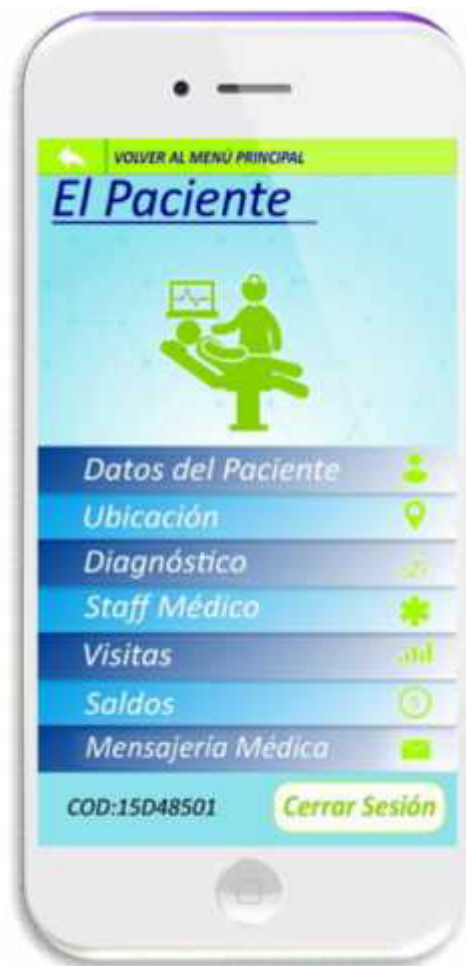 VOLVER AL MENÚ PRINCIPAL
El Paciente
Datos del Paciente
Ubicación
Diagnóstico
Staff Médico
Visitas
Saldos
Mensajería Médica
COD:15D48501
Cerrar Sesión